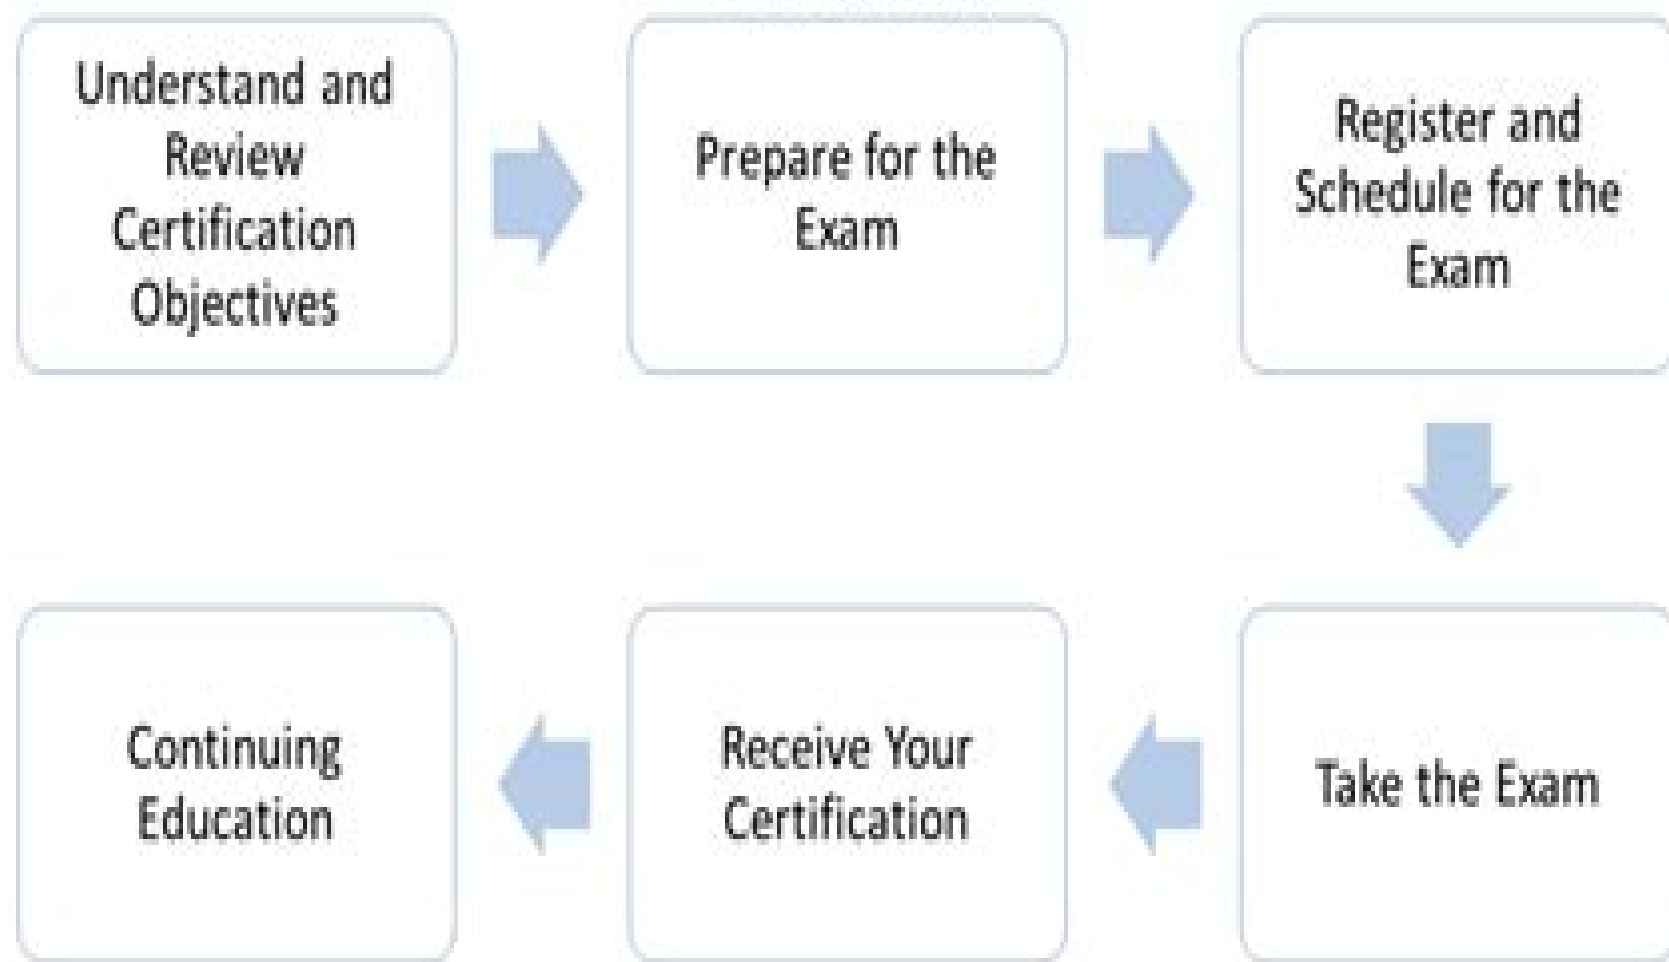 Understand and
Review
Certification
Objectives
Prepare for the
Exam
Register and
Schedule for the
Exam
Take the Exam
Receive Your
Certification
Continuing
Education